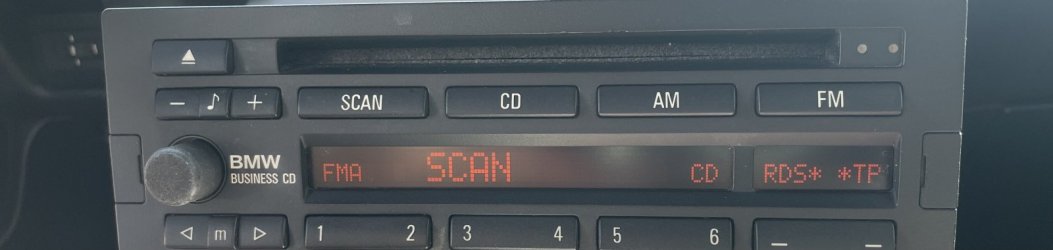 − + 
SCAN CD AM FM
BMW
BUSINESS CD
FMA SCAN CD RDS* *TP
m 1 2 3 4 5 6